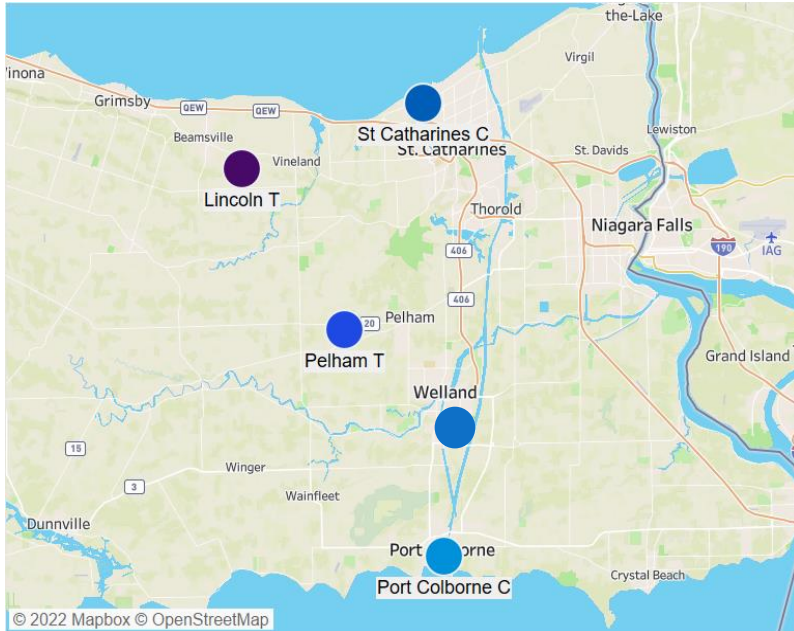 the-Lake
Virgil
Winona
Grimsby
QEW
QEW
St Catharines C
St. Catharines
Lewiston
Beamsville
Vineland
St. Davids
Lincoln T
Thorold
Niagara Falls
190
IAG
406
406
20
Pelham
Pelham T
Grand Island
Welland
15
3
Winger
Wainfleet
Dunnville
Port
Port Colborne C
Crystal Beach
© 2022 Mapbox © OpenStreetMap